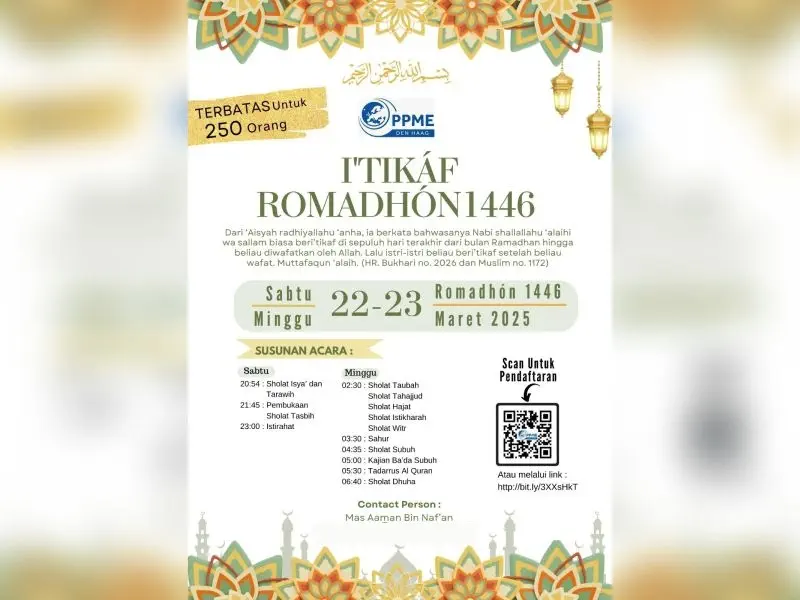 بسم الله الرحمن الرحيم
TERBATAS Untuk
250 Orang
PPME
DEN HAAG
I'TIKÁF
ROMADHÓN1446
Dari 'Aisyah radhiyallahu 'anha, ia berkata bahwasanya Nabi shallallahu 'alaihi
wa sallam biasa beri'tikaf di sepuluh hari terakhir dari bulan Ramadhan hingga
beliau diwafatkan oleh Allah. Lalu istri-istri beliau beri'tikaf setelah beliau
wafat. Muttafaqun 'alaih. (HR. Bukhari no. 2026 dan Muslim no. 1172)
Sabtu
Minggu
22-23
Romadhón 1446
Maret 2025
SUSUNAN ACARA :
Sabtu
20:54 : Sholat Isya' dan
Tarawih
21:45 : Pembukaan
Sholat Tasbih
23:00 : Istirahat
Minggu
02:30 : Sholat Taubah
Sholat Tahajjud
Sholat Hajat
Sholat Istikharah
Sholat Witr
03:30 : Sahur
04:35 : Sholat Subuh
05:00 : Kajian Ba'da Subuh
05:30 : Tadarrus Al Quran
06:40 : Sholat Dhuha
Scan Untuk
Pendaftaran
Atau melalui link :
http://bit.ly/3XXsHkT
Contact Person :
Mas Aaman Bin Naf'an